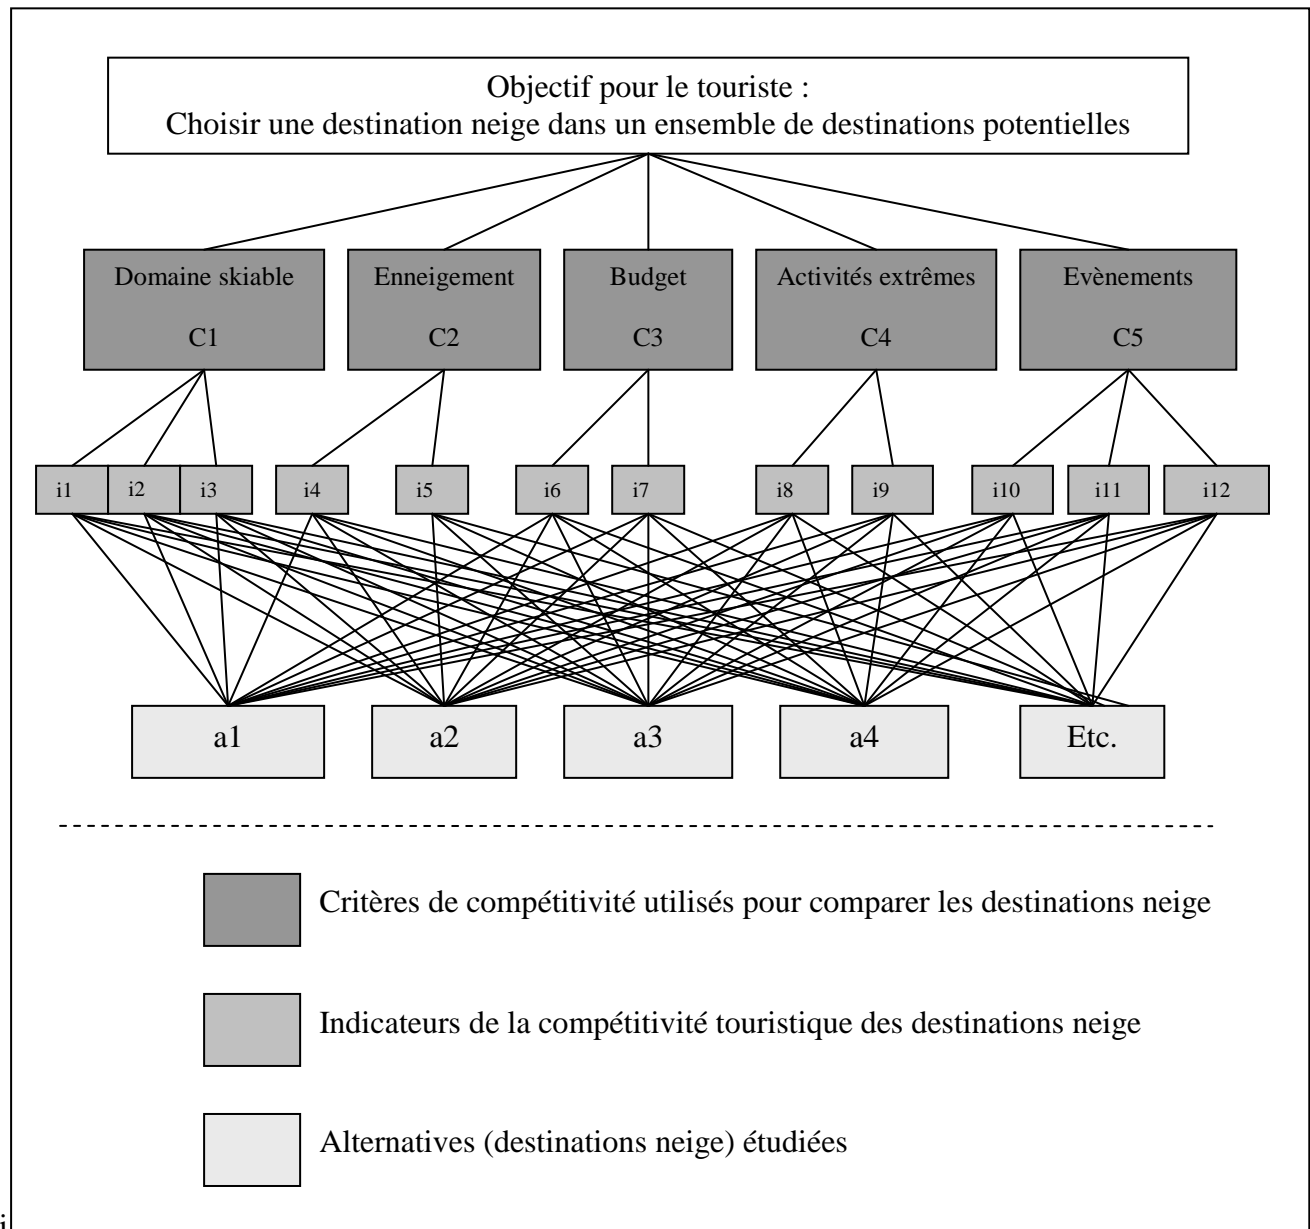 Objectif pour le touriste :
Choisir une destination neige dans un ensemble de destinations potentielles
Domaine skiable
C1
Enneigement
C2
Budget
C3
Activités extrêmes
C4
Evènements
C5
i1
i2
i3
i4
i5
i6
i7
i8
i9
i10
i11
i12
a1
a2
a3
a4
Etc.
Critères de compétitivité utilisés pour comparer les destinations neige
Indicateurs de la compétitivité touristique des destinations neige
Alternatives (destinations neige) étudiées
i